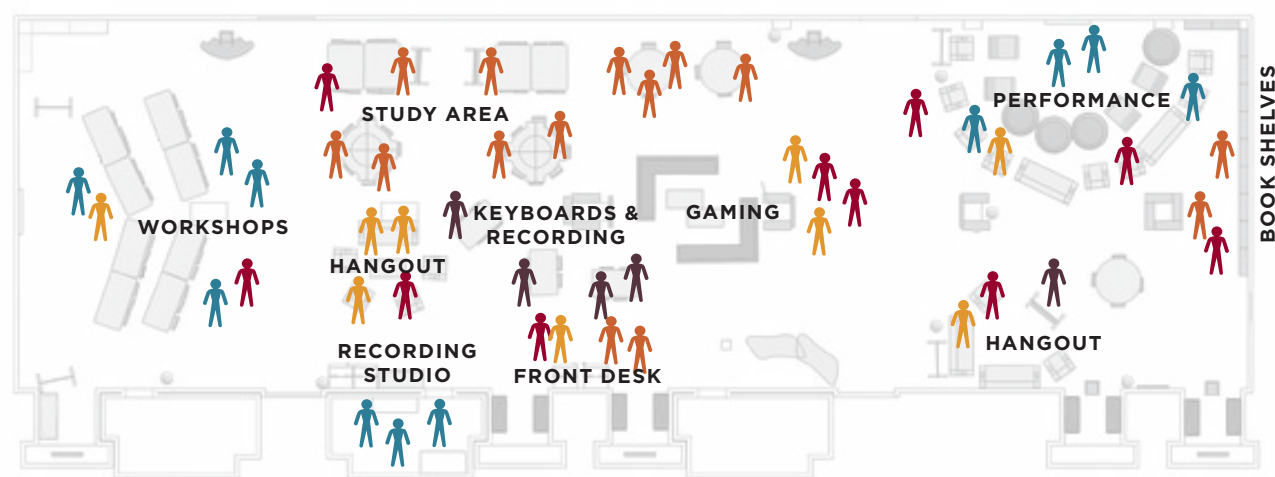 STUDY AREA
PERFORMANCE
BOOK SHELVES
WORKSHOPS
KEYBOARDS &
RECORDING
GAMING
HANGOUT
RECORDING
STUDIO
FRONT DESK
HANGOUT